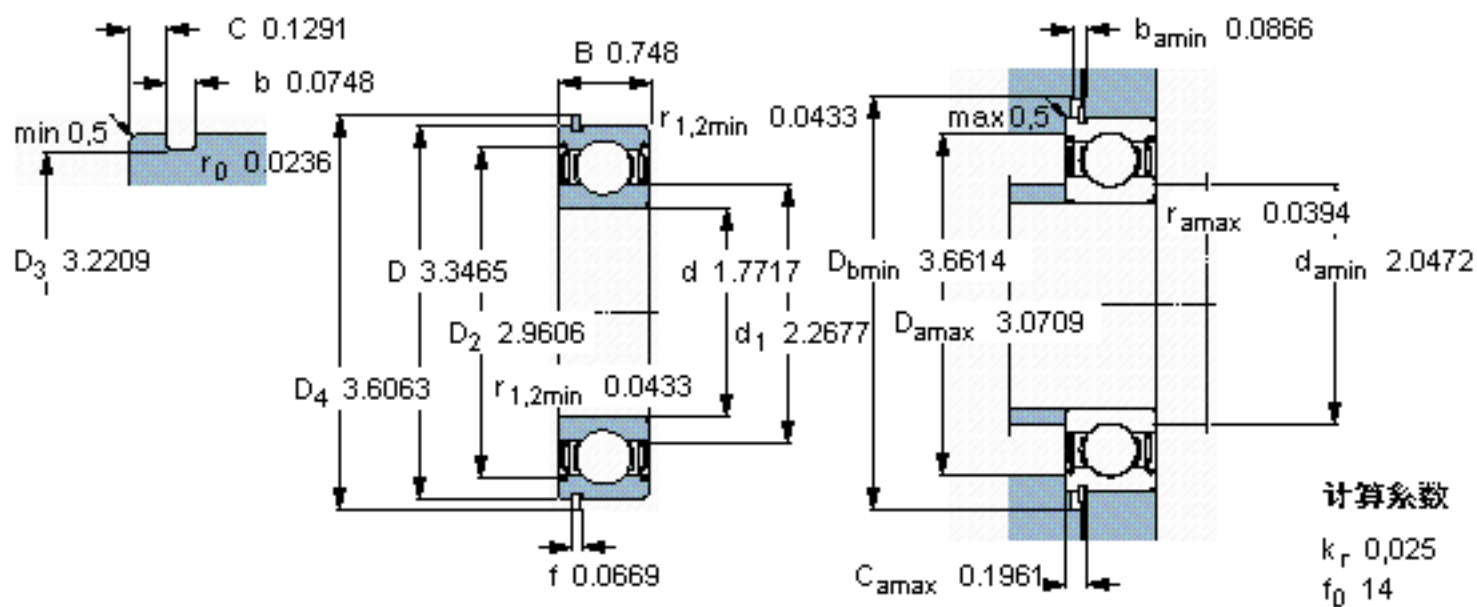 C 0.1291
b 0.0748
min 0,5
r0 0.0236
D3 3.2209
B 0.748
r1,2min 0.0433
D 3.3465
d 1.7717
D2 2.9606
d1 2.2677
D4 3.6063
r1,2min 0.0433
f 0.0669
bamin 0.0866
max 0,5
ramax 0.0394
Dbmin 3.6614
damin 2.0472
Damax 3.0709
Camax 0.1961
计算系数
kr 0,025
f0 14